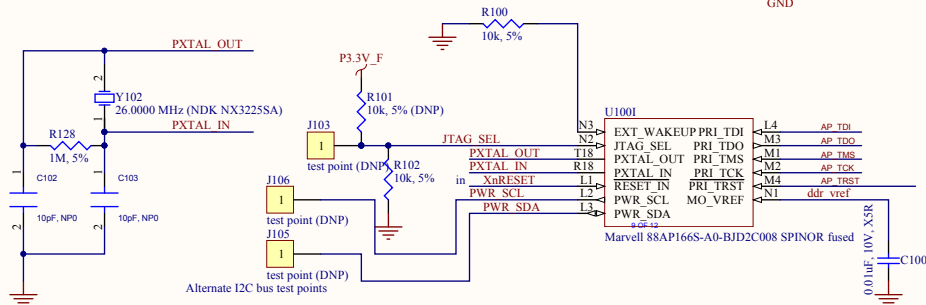 GND
R100
10k, 5%
PXTAL_OUT
P3.3V_F
2
Y102
26.0000 MHz (NDK NX3225SA)
1
PXTAL_IN
R128
1M, 5%
R101
10k, 5% (DNP)
J103
1
test point (DNP)
JTAG_SEL
R102
10k, 5%
1
C102
10pF, NP0
2
1
C103
10pF, NP0
2
J106
1
test point (DNP)
J105
1
test point (DNP)
Alternate I2C bus test points
PXTAL_OUT
PXTAL_IN
in XnRESET
PWR_SCL
PWR_SDA
U100I
N3 EXT_WAKEUP PRI_TDI L4 AP_TDI
N2 JTAG_SEL PRI_TDO M3 AP_TDO
T18 PXTAL_OUT PRI_TMS M1 AP_TMS
R18 PXTAL_IN PRI_TCK M2 AP_TCK
L1 RESET_IN PRI_TRST M4 AP_TRST
L2 PWR_SCL MO_VREF N1 ddr_vref
L3 PWR_SDA
9 OF 12
Marvell 88AP166S-A0-BJD2C008 SPINOR fused
0.01uF, 10V, X5R
C100